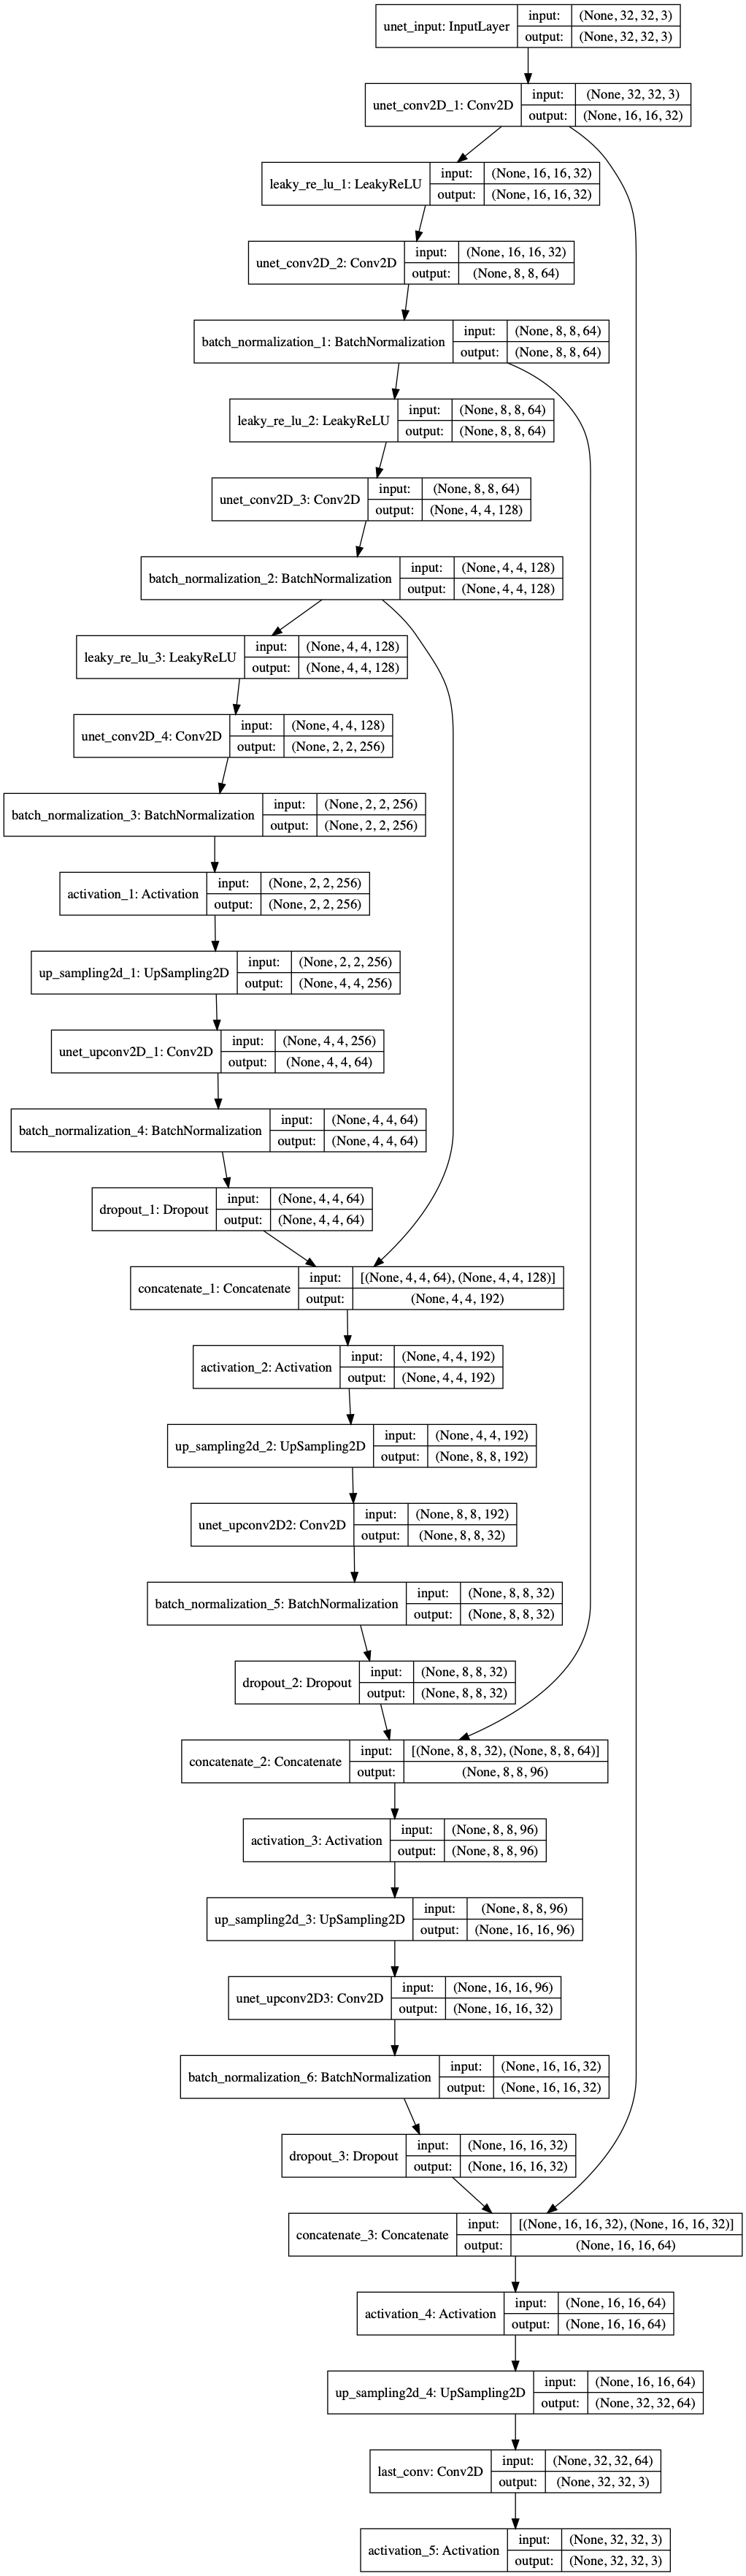 unet_input: InputLayer
input: (None, 32, 32, 3)
output: (None, 32, 32, 3)
unet_conv2D_1: Conv2D
input: (None, 32, 32, 3)
output: (None, 16, 16, 32)
leaky_re_lu_1: LeakyReLU
input: (None, 16, 16, 32)
output: (None, 16, 16, 32)
unet_conv2D_2: Conv2D
input: (None, 16, 16, 32)
output: (None, 8, 8, 64)
batch_normalization_1: BatchNormalization
input: (None, 8, 8, 64)
output: (None, 8, 8, 64)
leaky_re_lu_2: LeakyReLU
input: (None, 8, 8, 64)
output: (None, 8, 8, 64)
unet_conv2D_3: Conv2D
input: (None, 8, 8, 64)
output: (None, 4, 4, 128)
batch_normalization_2: BatchNormalization
input: (None, 4, 4, 128)
output: (None, 4, 4, 128)
leaky_re_lu_3: LeakyReLU
input: (None, 4, 4, 128)
output: (None, 4, 4, 128)
unet_conv2D_4: Conv2D
input: (None, 4, 4, 128)
output: (None, 2, 2, 256)
batch_normalization_3: BatchNormalization
input: (None, 2, 2, 256)
output: (None, 2, 2, 256)
activation_1: Activation
input: (None, 2, 2, 256)
output: (None, 2, 2, 256)
up_sampling2d_1: UpSampling2D
input: (None, 2, 2, 256)
output: (None, 4, 4, 256)
unet_upconv2D_1: Conv2D
input: (None, 4, 4, 256)
output: (None, 4, 4, 64)
batch_normalization_4: BatchNormalization
input: (None, 4, 4, 64)
output: (None, 4, 4, 64)
dropout_1: Dropout
input: (None, 4, 4, 64)
output: (None, 4, 4, 64)
concatenate_1: Concatenate
input: [(None, 4, 4, 64), (None, 4, 4, 128)]
output: (None, 4, 4, 192)
activation_2: Activation
input: (None, 4, 4, 192)
output: (None, 4, 4, 192)
up_sampling2d_2: UpSampling2D
input: (None, 4, 4, 192)
output: (None, 8, 8, 192)
unet_upconv2D2: Conv2D
input: (None, 8, 8, 192)
output: (None, 8, 8, 32)
batch_normalization_5: BatchNormalization
input: (None, 8, 8, 32)
output: (None, 8, 8, 32)
dropout_2: Dropout
input: (None, 8, 8, 32)
output: (None, 8, 8, 32)
concatenate_2: Concatenate
input: [(None, 8, 8, 32), (None, 8, 8, 64)]
output: (None, 8, 8, 96)
activation_3: Activation
input: (None, 8, 8, 96)
output: (None, 8, 8, 96)
up_sampling2d_3: UpSampling2D
input: (None, 8, 8, 96)
output: (None, 16, 16, 96)
unet_upconv2D3: Conv2D
input: (None, 16, 16, 96)
output: (None, 16, 16, 32)
batch_normalization_6: BatchNormalization
input: (None, 16, 16, 32)
output: (None, 16, 16, 32)
dropout_3: Dropout
input: (None, 16, 16, 32)
output: (None, 16, 16, 32)
concatenate_3: Concatenate
input: [(None, 16, 16, 32), (None, 16, 16, 32)]
output: (None, 16, 16, 64)
activation_4: Activation
input: (None, 16, 16, 64)
output: (None, 16, 16, 64)
up_sampling2d_4: UpSampling2D
input: (None, 16, 16, 64)
output: (None, 32, 32, 64)
last_conv: Conv2D
input: (None, 32, 32, 64)
output: (None, 32, 32, 3)
activation_5: Activation
input: (None, 32, 32, 3)
output: (None, 32, 32, 3)